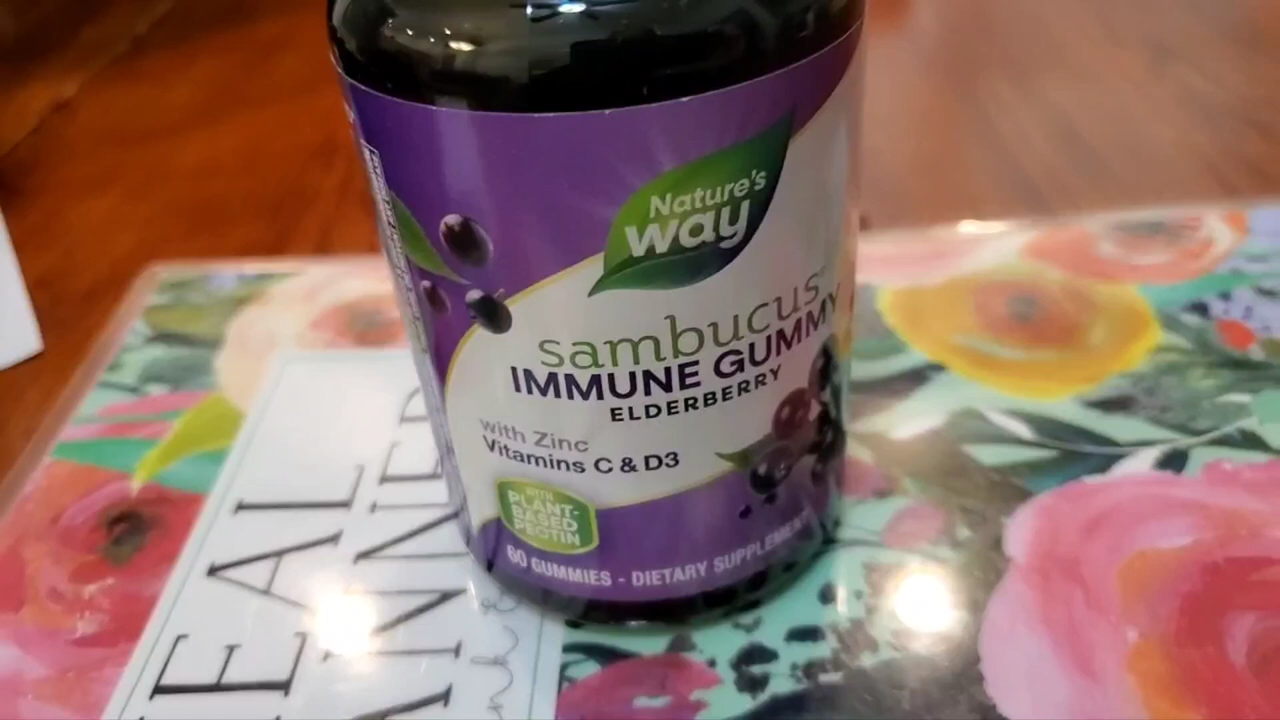 Nature's
way
sambucus
IMMUNE GUMMY
ELDERBERRY
with Zinc
Vitamins C & D3
WITH
PLANT-
BASED
PECTIN
60 GUMMIES - DIETARY SUPPLEMENT